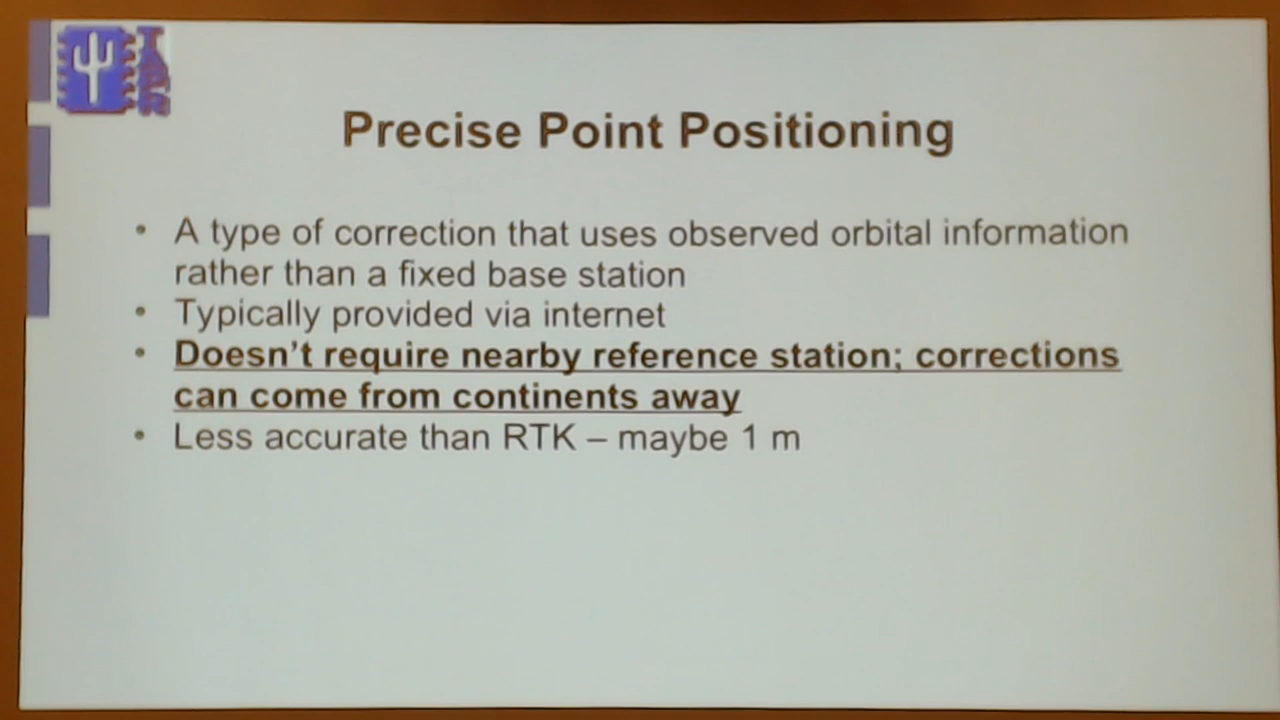 TAPR
Precise Point Positioning
• A type of correction that uses observed orbital information
rather than a fixed base station
• Typically provided via internet
• Doesn't require nearby reference station; corrections
can come from continents away
• Less accurate than RTK – maybe 1 m